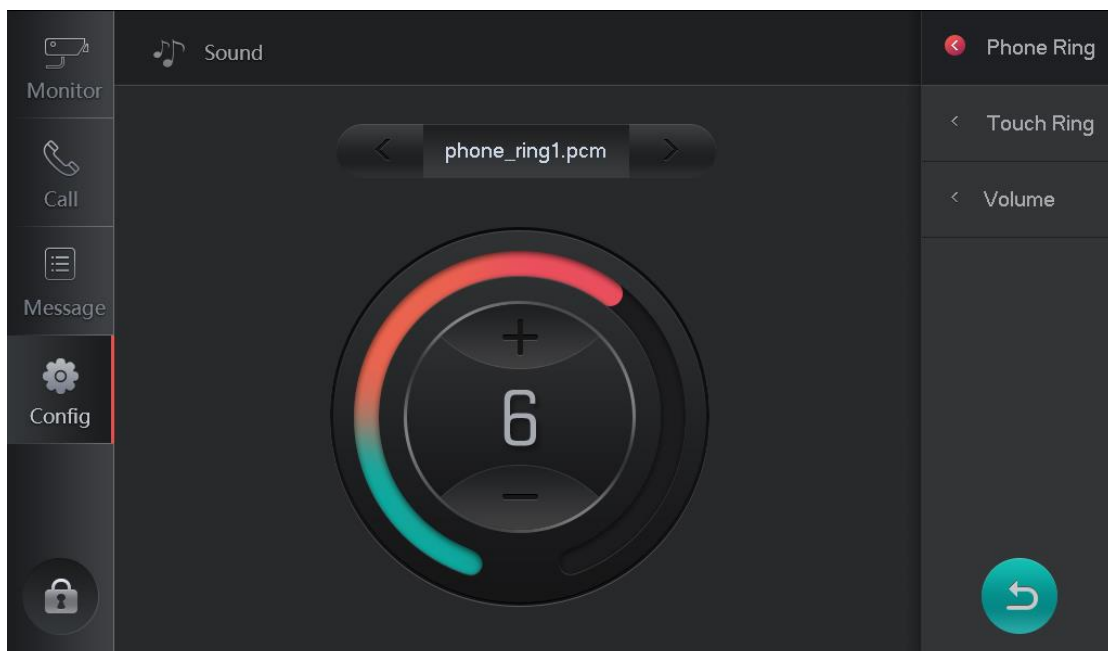 Monitor
Call
Message
Config
Sound
phone_ring1.pcm
6
Phone Ring
Touch Ring
Volume